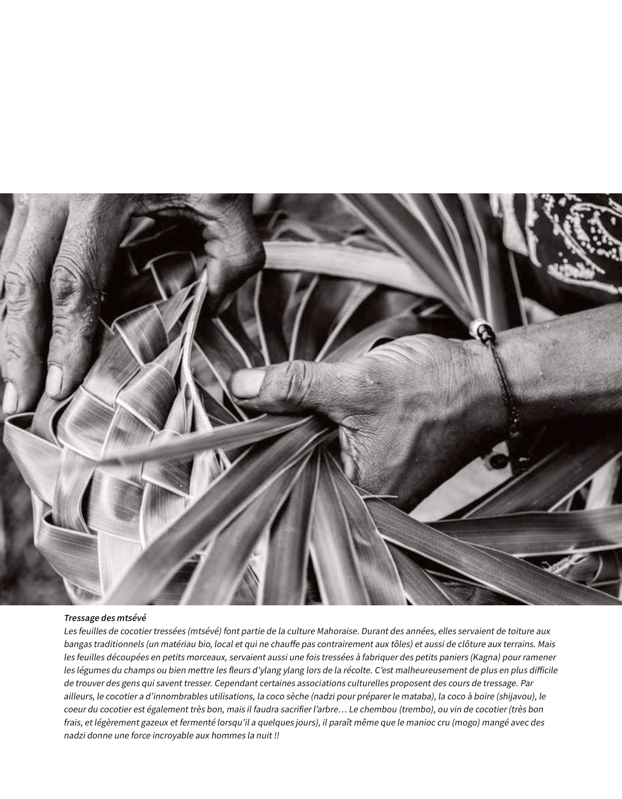 Tressage des mtsévé
Les feuilles de cocotier tressées (mtsévé) font partie de la culture Mahoraise. Durant des années, elles servaient de toiture aux
bangas traditionnels (un matériau bio, local et qui ne chauffe pas contrairement aux tôles) et aussi de clôture aux terrains. Mais
les feuilles découpées en petits morceaux, servaient aussi une fois tressées à fabriquer des petits paniers (Kagna) pour ramener
les légumes du champs ou bien mettre les fleurs d'ylang ylang lors de la récolte. C'est malheureusement de plus en plus difficile
de trouver des gens qui savent tresser. Cependant certaines associations culturelles proposent des cours de tressage. Par
ailleurs, le cocotier a d'innombrables utilisations, la coco sèche (nadzi pour préparer le mataba), la coco à boire (shijavou), le
coeur du cocotier est également très bon, mais il faudra sacrifier l'arbre… Le chembou (trembo), ou vin de cocotier (très bon
frais, et légèrement gazeux et fermenté lorsqu'il a quelques jours), il paraît même que le manioc cru (mogo) mangé avec des
nadzi donne une force incroyable aux hommes la nuit !!